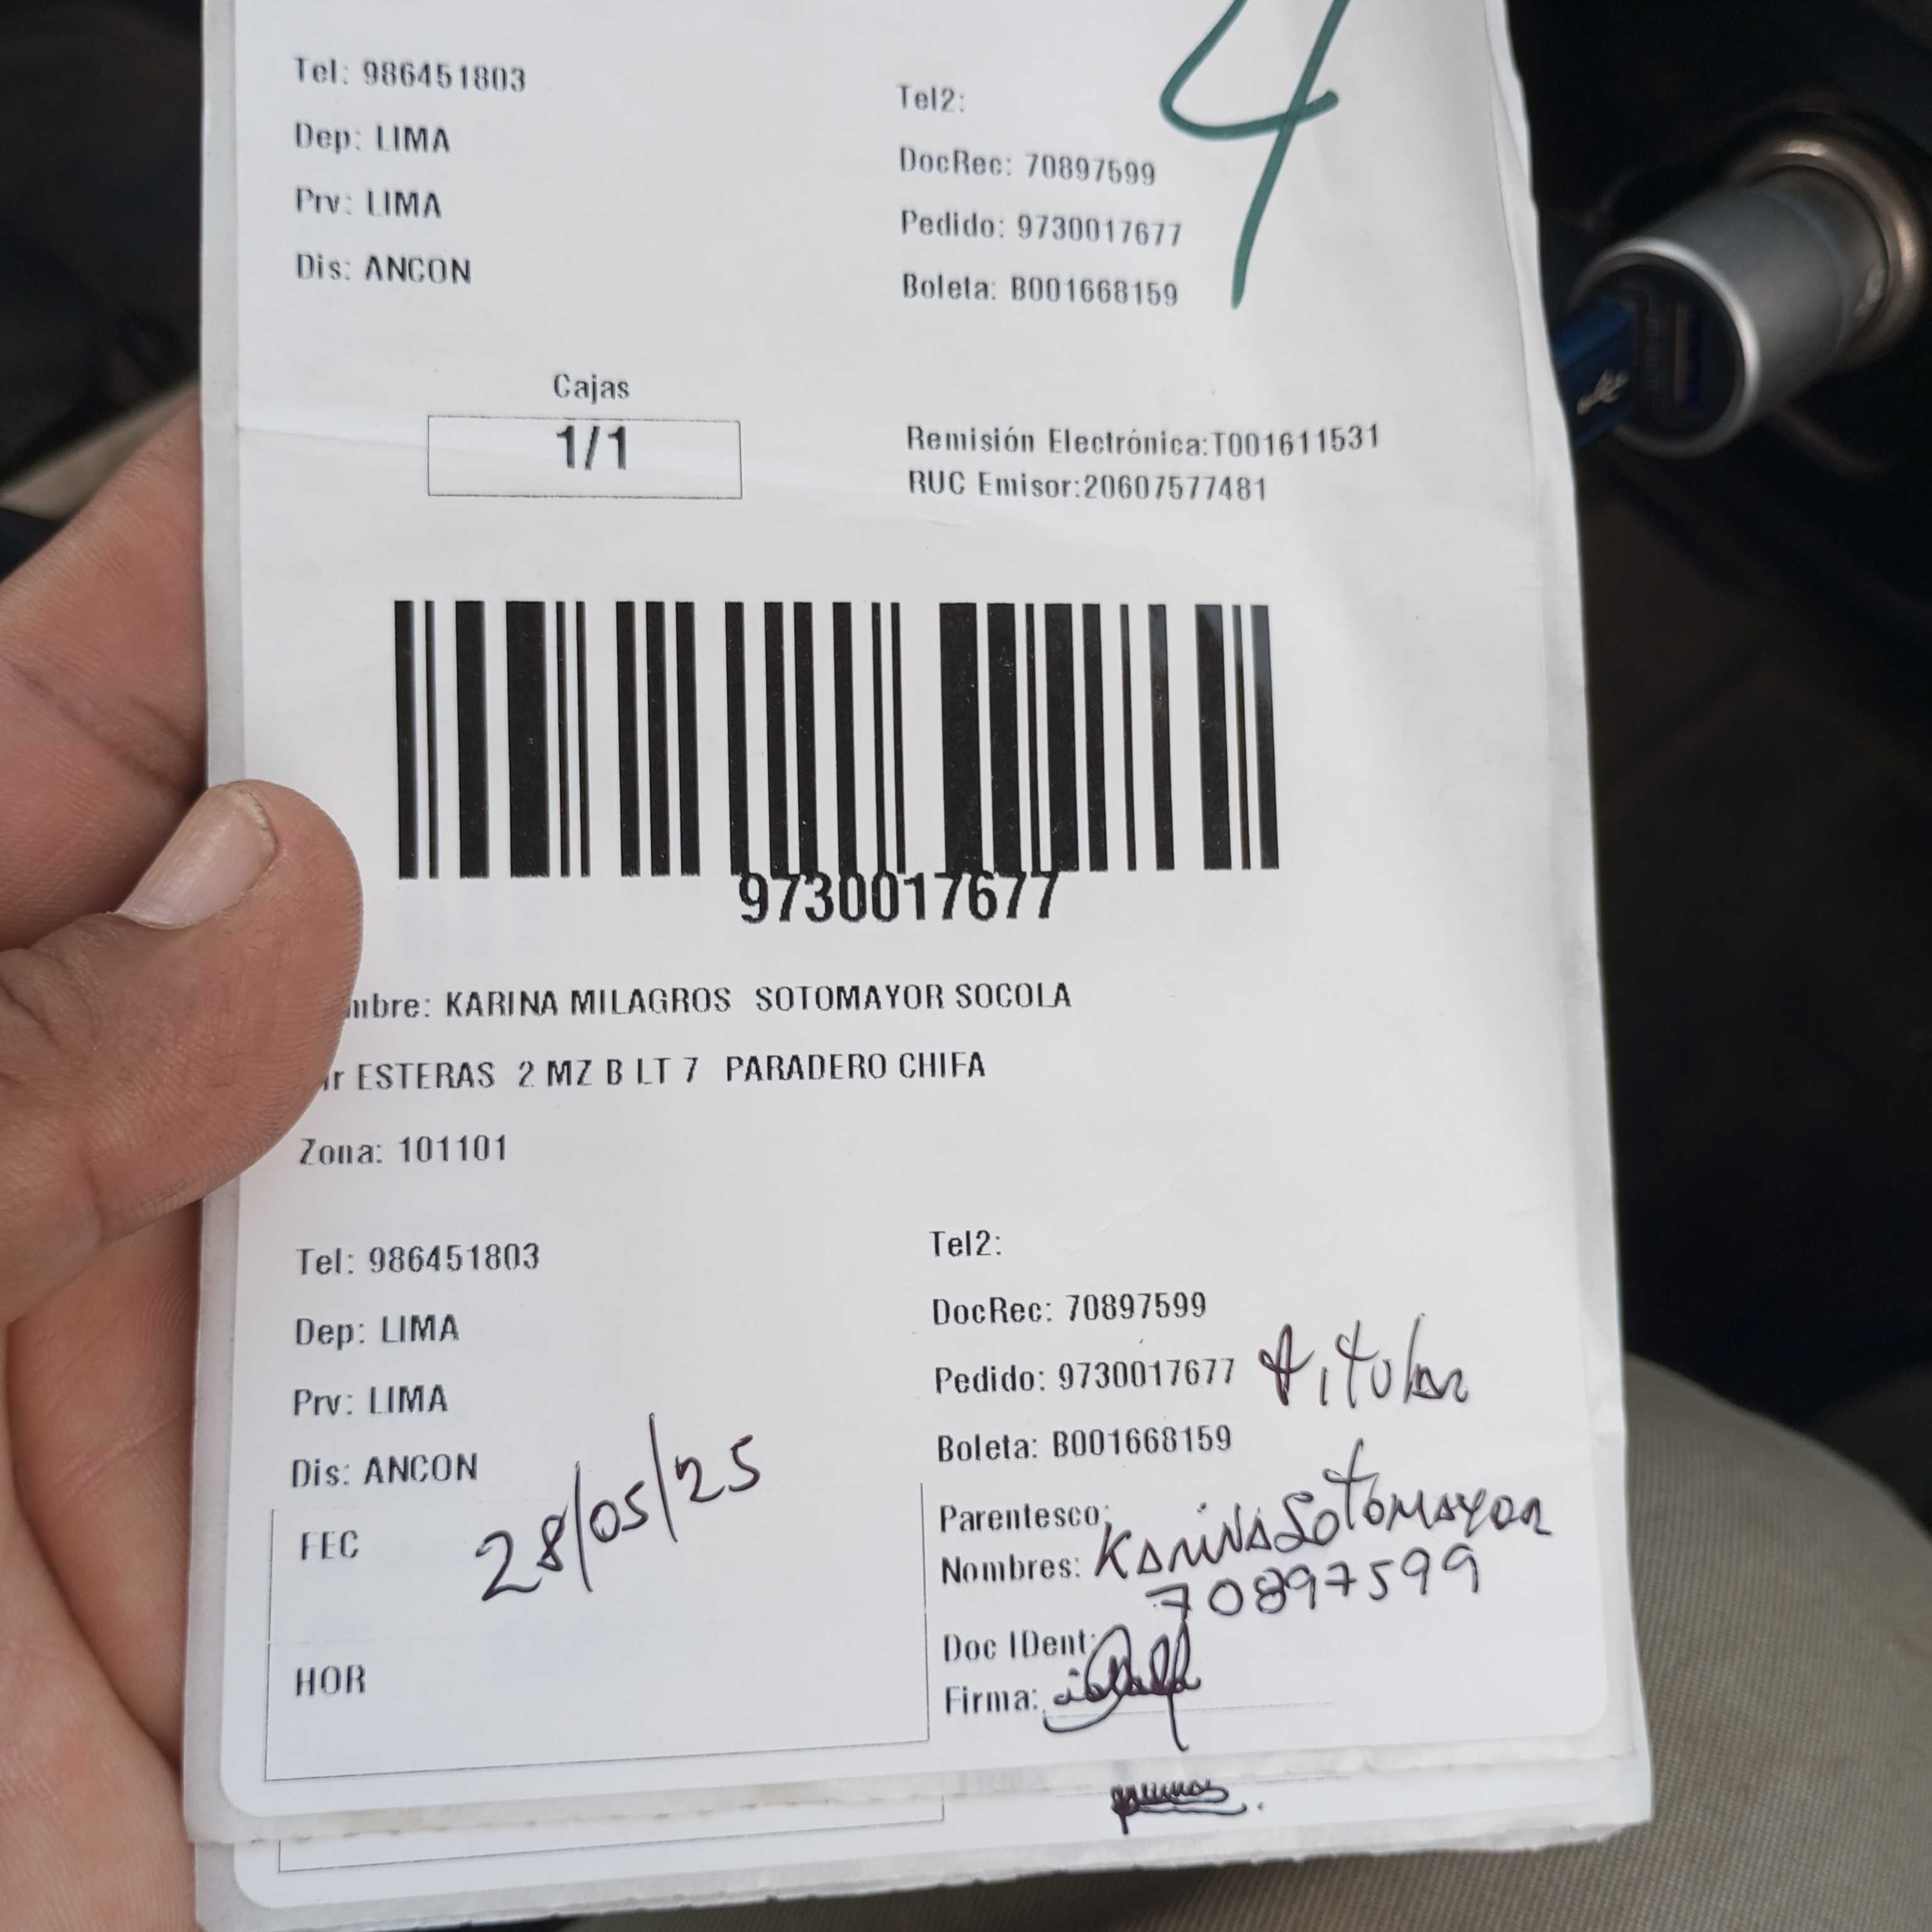 4
Tel: 986451803
Tel2:
Dep: LIMA
DocRec: 70897599
Prv: LIMA
Pedido: 9730017677
Dis: ANCON
Boleta: B001668159
Cajas
1/1
Remisión Electrónica:T001611531
RUC Emisor:20607577481
9730017677
mbre: KARINA MILAGROS SOTOMAYOR SOCOLA
ir ESTERAS 2 MZ B LT 7 PARADERO CHIFA
Zona: 101101
Tel: 986451803
Tel2:
Dep: LIMA
DocRec: 70897599
Prv: LIMA
Pedido: 9730017677 titular
Dis: ANCON
Boleta: B001668159
FEC 28/05/25
Parentesco:
Nombres: KARINA SOTOMAYOR
70897599
HOR
Doc IDent:
Firma: